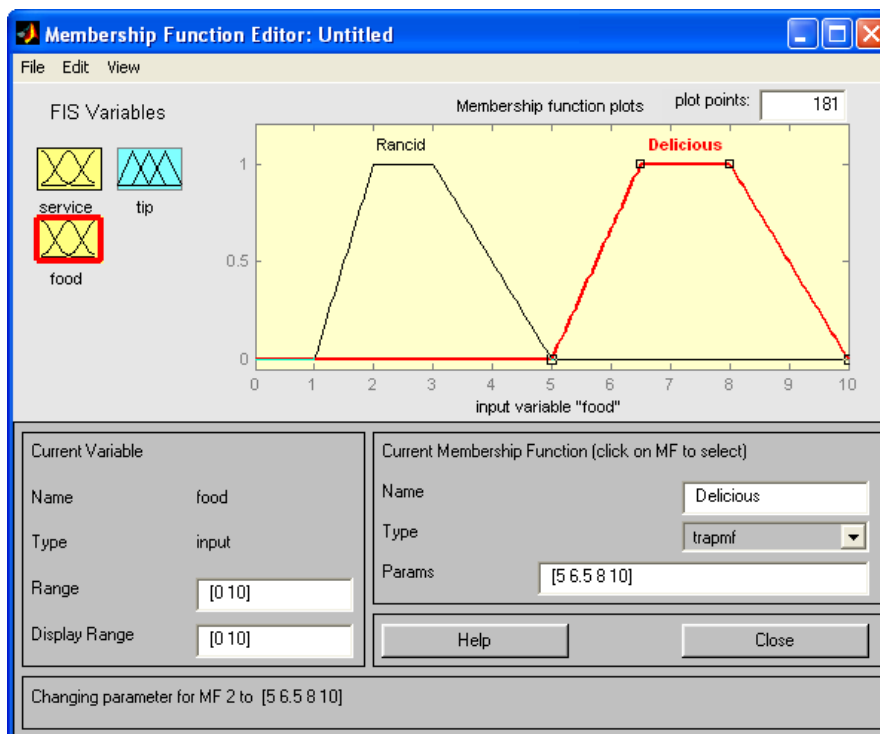 Membership Function Editor: Untitled
File Edit View
FIS Variables
Membership function plots plot points: 181
service tip
food
Rancid Delicious
1
0.5
0
0 1 2 3 4 5 6 7 8 9 10
input variable "food"
Current Variable
Name food
Type input
Range [0 10]
Display Range [0 10]
Current Membership Function (click on MF to select)
Name Delicious
Type trapmf
Params [5 6.5 8 10]
Help Close
Changing parameter for MF 2 to [5 6.5 8 10]